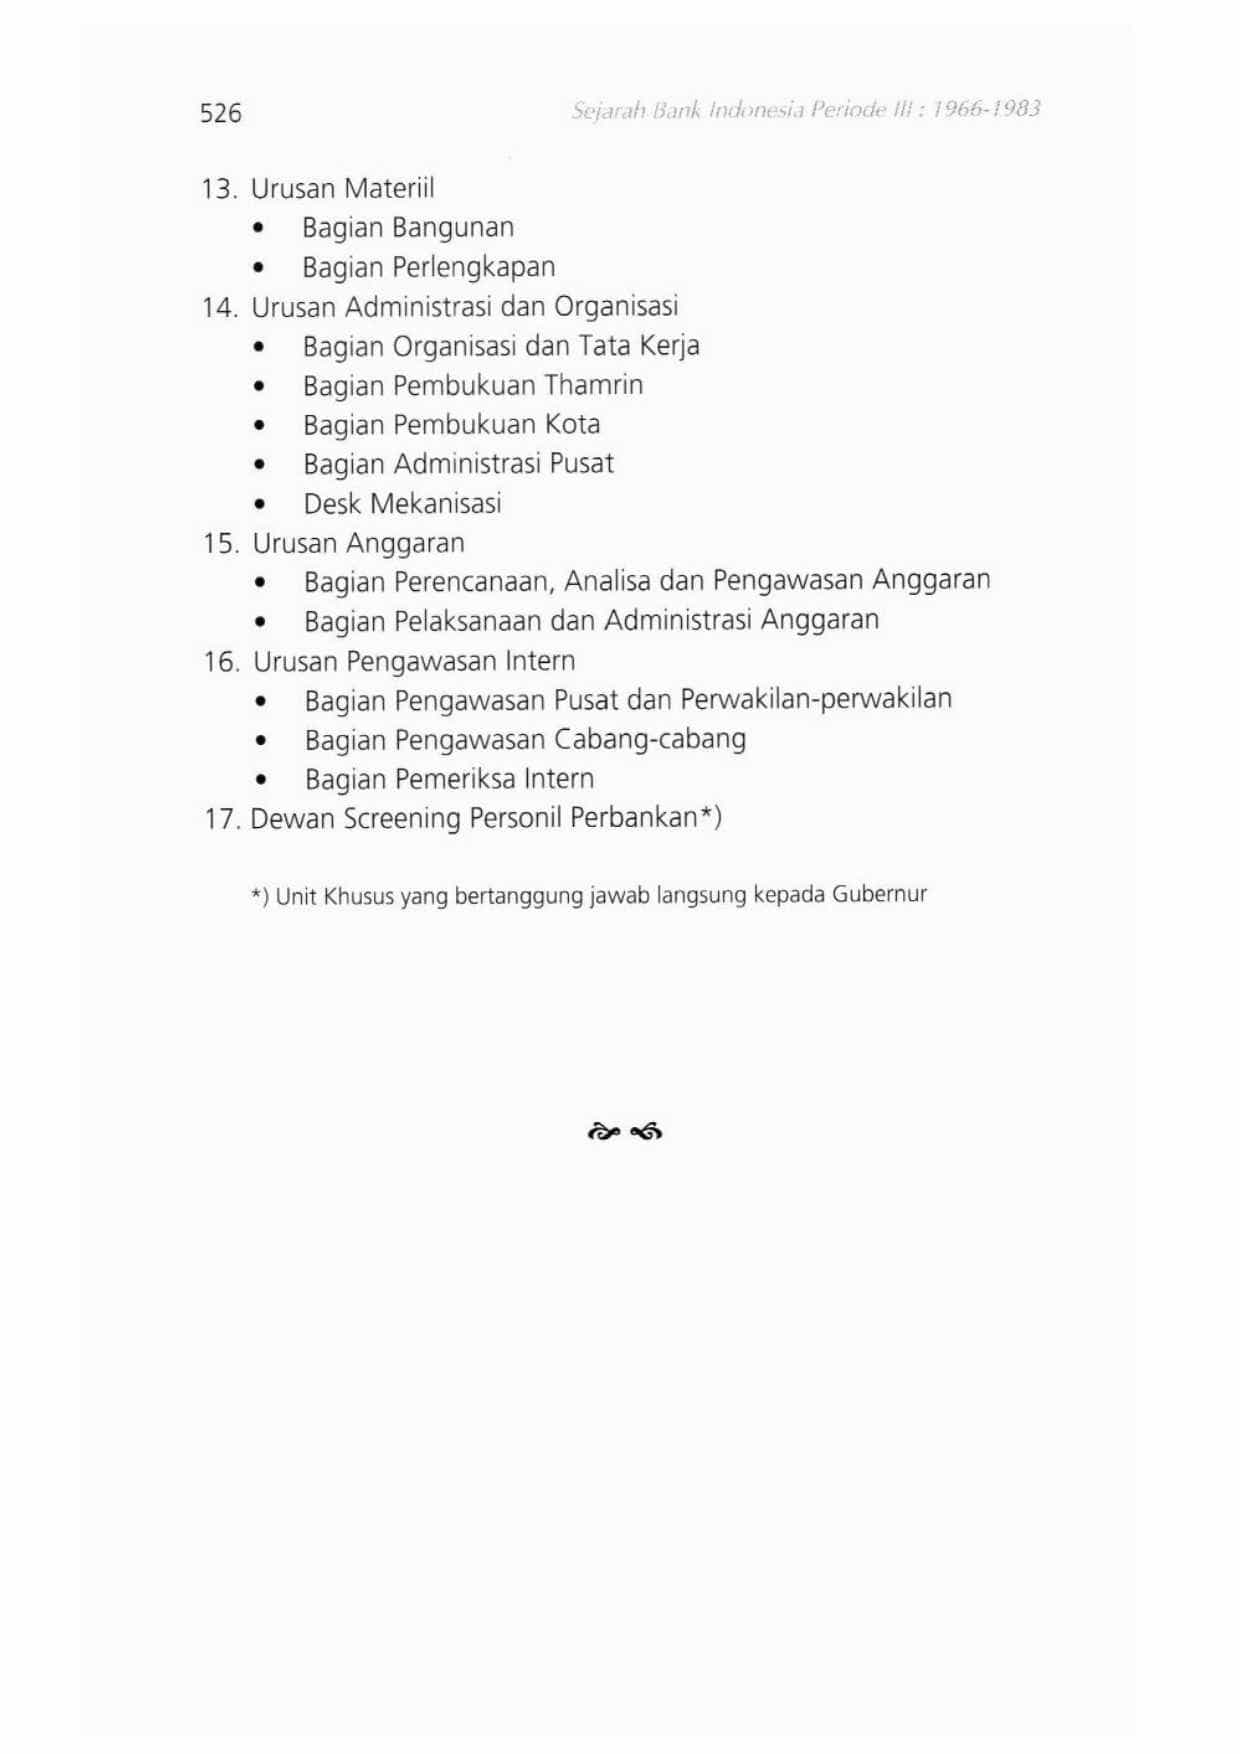 526
Sejarah Bank Indonesia Periode III : 1966-1983
13. Urusan Materiil
• Bagian Bangunan
• Bagian Perlengkapan
14. Urusan Administrasi dan Organisasi
• Bagian Organisasi dan Tata Kerja
• Bagian Pembukuan Thamrin
• Bagian Pembukuan Kota
• Bagian Administrasi Pusat
• Desk Mekanisasi
15. Urusan Anggaran
• Bagian Perencanaan, Analisa dan Pengawasan Anggaran
• Bagian Pelaksanaan dan Administrasi Anggaran
16. Urusan Pengawasan Intern
• Bagian Pengawasan Pusat dan Perwakilan-perwakilan
• Bagian Pengawasan Cabang-cabang
• Bagian Pemeriksa Intern
17. Dewan Screening Personil Perbankan*)
*) Unit Khusus yang bertanggung jawab langsung kepada Gubernur